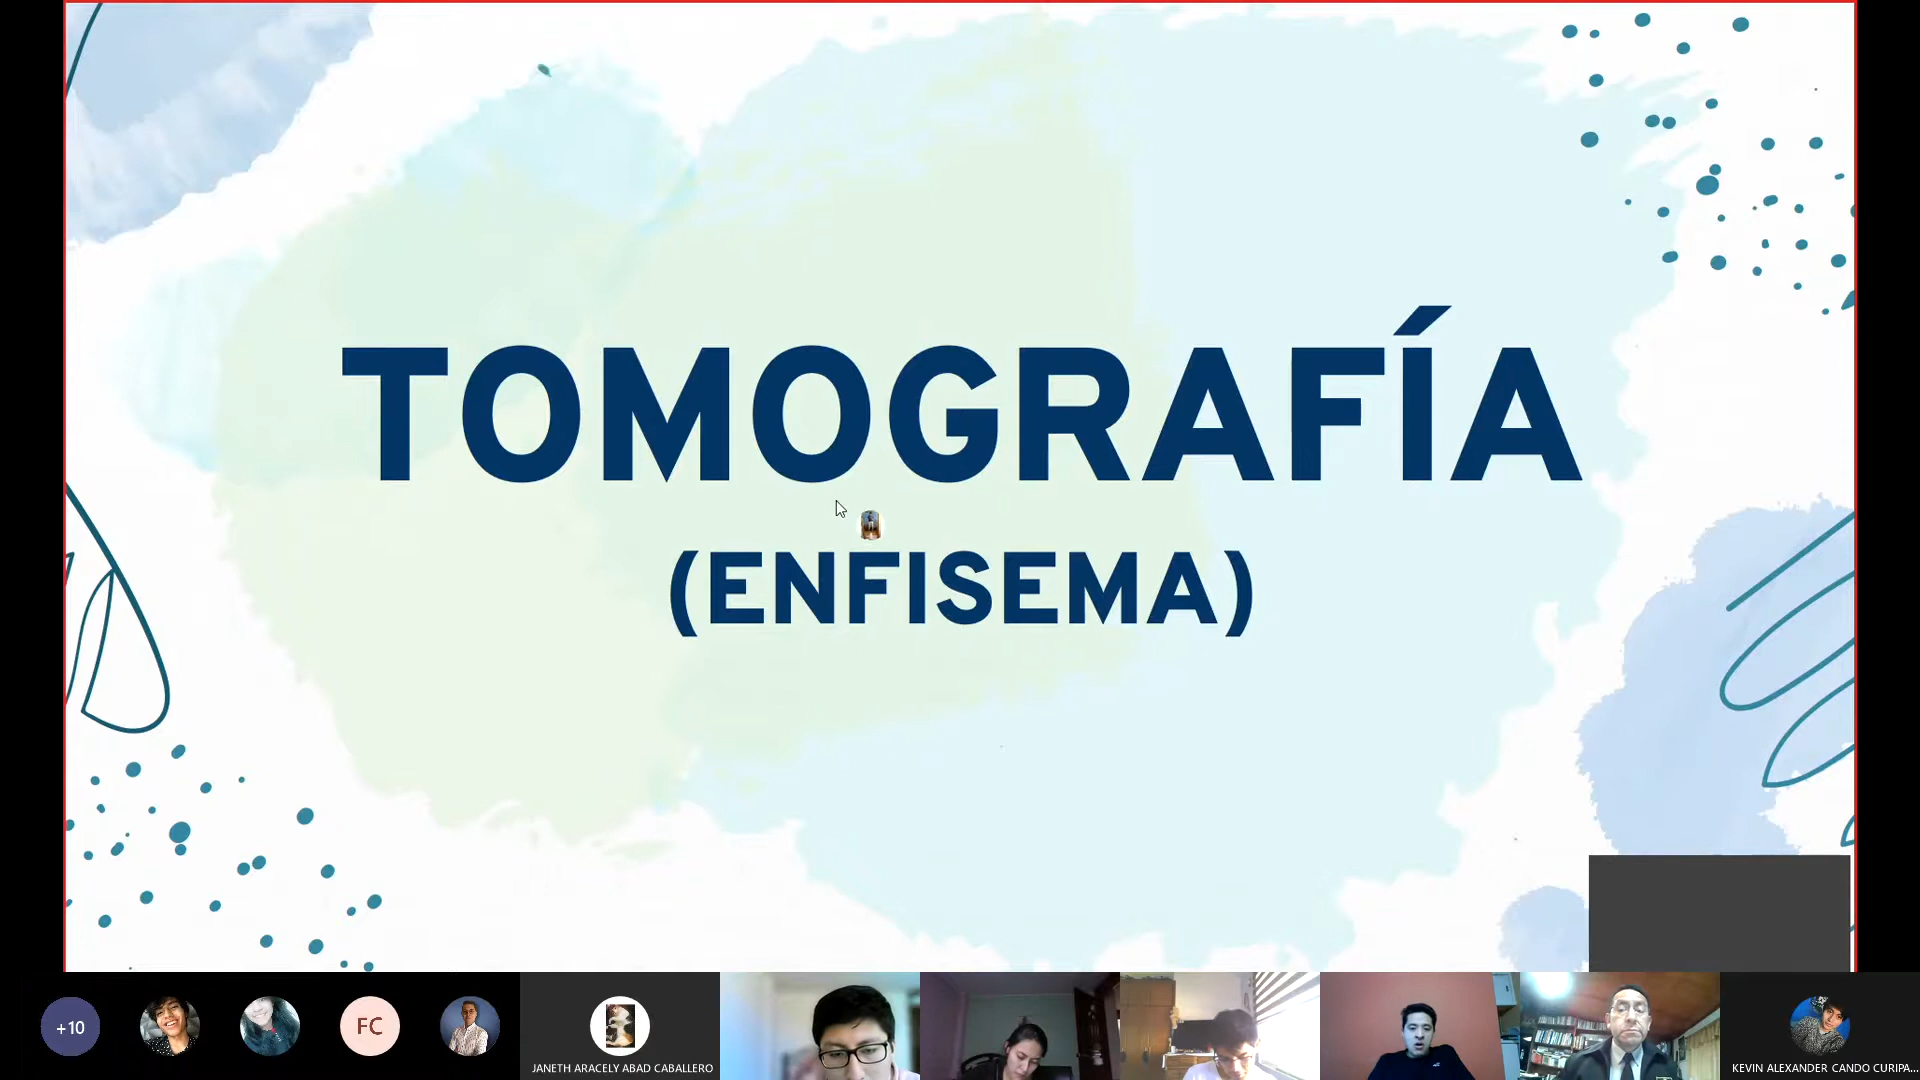 TOMOGRAFÍA
(ENFISEMA)
+10
FC
JANETH ARACELY ABAD CABALLERO
KEVIN ALEXANDER CANDO CURIPA...